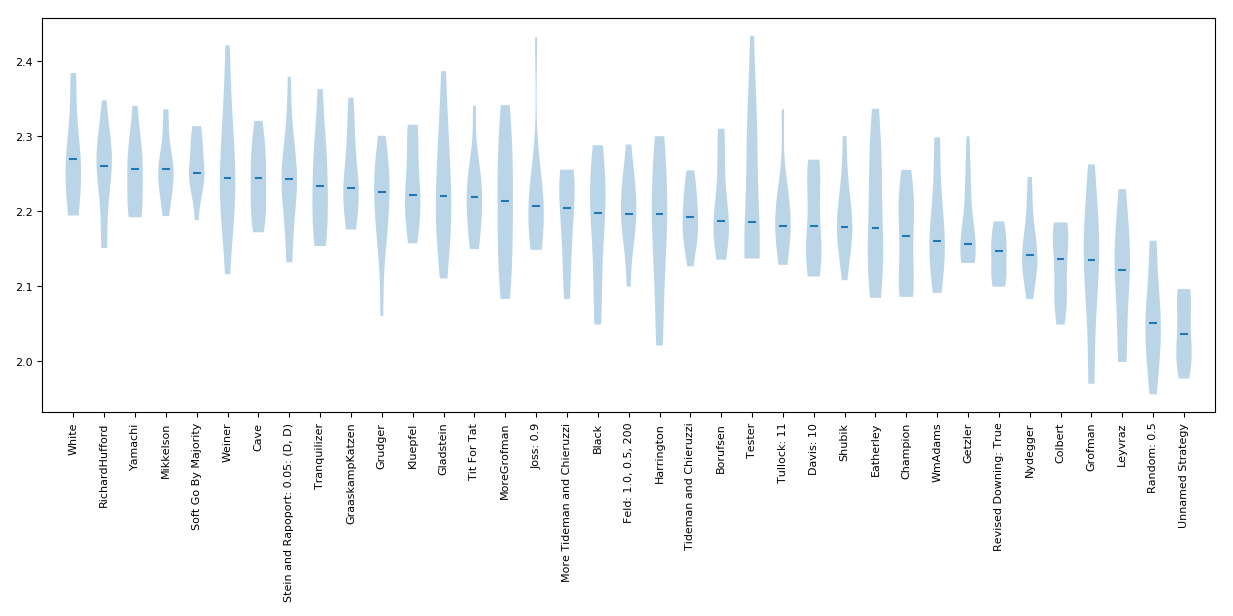 2.4
2.3
2.2
2.1
2.0
White
RichardHufford
Yamachi
Mikkelson
Soft Go By Majority
Weiner
Cave
Stein and Rapoport: 0.05: (D, D)
Tranquilizer
GraaskampKatzen
Grudger
Kluepfel
Gladstein
Tit For Tat
MoreGrofman
Joss: 0.9
More Tideman and Chieruzzi
Black
Feld: 1.0, 0.5, 200
Harrington
Tideman and Chieruzzi
Borufsen
Tester
Tullock: 11
Davis: 10
Shubik
Eatherley
Champion
WmAdams
Getzler
Revised Downing: True
Nydegger
Colbert
Grofman
Leyvraz
Random: 0.5
Unnamed Strategy